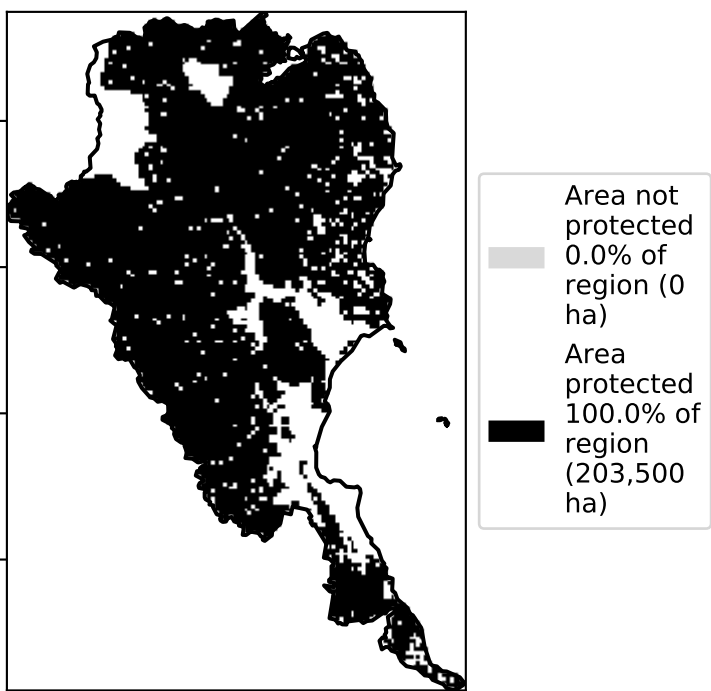 Area not
protected
0.0% of
region (0
ha)
Area
protected
100.0% of
region
(203,500
ha)